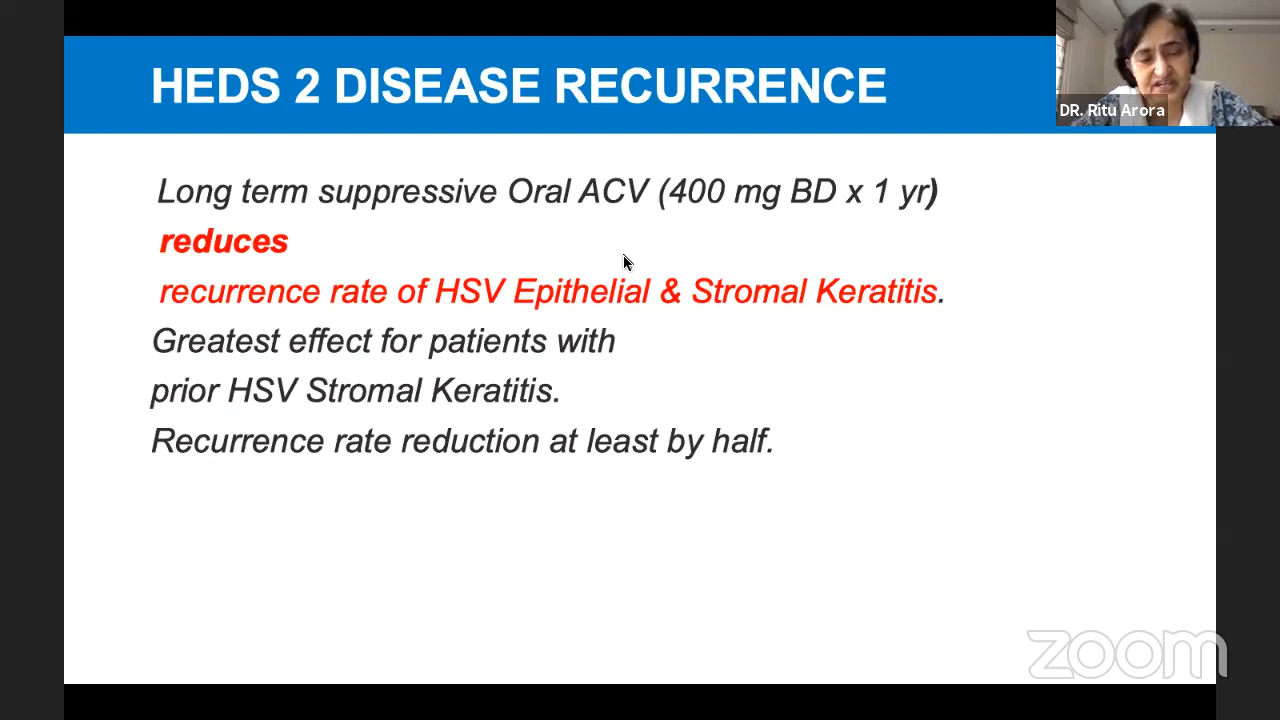 HEDS 2 DISEASE RECURRENCE
DR. Ritu Arora
Long term suppressive Oral ACV (400 mg BD x 1 yr)
reduces
recurrence rate of HSV Epithelial & Stromal Keratitis.
Greatest effect for patients with
prior HSV Stromal Keratitis.
Recurrence rate reduction at least by half.
zoom